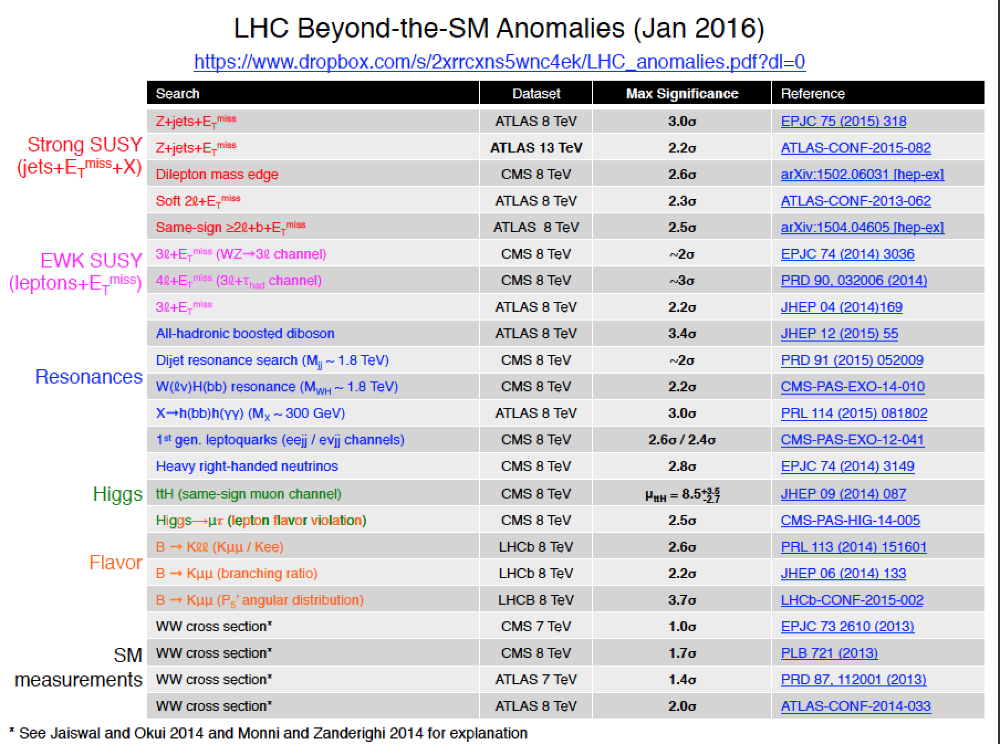 LHC Beyond-the-SM Anomalies (Jan 2016)
https://www.dropbox.com/s/2xrrcxns5wnc4ek/LHC_anomalies.pdf?dl=0
Search Dataset Max Significance Reference
Strong SUSY
(jets+E_T^miss+X)
Z+jets+E_T^miss ATLAS 8 TeV 3.0σ EPJC 75 (2015) 318
Z+jets+E_T^miss ATLAS 13 TeV 2.2σ ATLAS-CONF-2015-082
Dilepton mass edge CMS 8 TeV 2.6σ arXiv:1502.06031 [hep-ex]
Soft 2ℓ+E_T^miss ATLAS 8 TeV 2.3σ ATLAS-CONF-2013-062
Same-sign ≥2ℓ+b+E_T^miss ATLAS 8 TeV 2.5σ arXiv:1504.04605 [hep-ex]
EWK SUSY
(leptons+E_T^miss)
3ℓ+E_T^miss (WZ→3ℓ channel) CMS 8 TeV ~2σ EPJC 74 (2014) 3036
4ℓ+E_T^miss (3ℓ+τ_had channel) CMS 8 TeV ~3σ PRD 90, 032006 (2014)
3ℓ+E_T^miss ATLAS 8 TeV 2.2σ JHEP 04 (2014)169
Resonances
All-hadronic boosted diboson ATLAS 8 TeV 3.4σ JHEP 12 (2015) 55
Dijet resonance search (M_jj ~ 1.8 TeV) CMS 8 TeV ~2σ PRD 91 (2015) 052009
W(ℓν)H(bb) resonance (M_WH ~ 1.8 TeV) CMS 8 TeV 2.2σ CMS-PAS-EXO-14-010
X→h(bb)h(γγ) (M_X ~ 300 GeV) ATLAS 8 TeV 3.0σ PRL 114 (2015) 081802
1st gen. leptoquarks (eejj / eνjj channels) CMS 8 TeV 2.6σ / 2.4σ CMS-PAS-EXO-12-041
Heavy right-handed neutrinos CMS 8 TeV 2.8σ EPJC 74 (2014) 3149
Higgs
ttH (same-sign muon channel) CMS 8 TeV μ_ttH = 8.5 +3.5 -2.7 JHEP 09 (2014) 087
Higgs→μτ (lepton flavor violation) CMS 8 TeV 2.5σ CMS-PAS-HIG-14-005
Flavor
B → Kℓℓ (Kμμ / Kee) LHCb 8 TeV 2.6σ PRL 113 (2014) 151601
B → Kμμ (branching ratio) LHCb 8 TeV 2.2σ JHEP 06 (2014) 133
B → Kμμ (P_5' angular distribution) LHCB 8 TeV 3.7σ LHCb-CONF-2015-002
SM
measurements
WW cross section* CMS 7 TeV 1.0σ EPJC 73 2610 (2013)
WW cross section* CMS 8 TeV 1.7σ PLB 721 (2013)
WW cross section* ATLAS 7 TeV 1.4σ PRD 87, 112001 (2013)
WW cross section* ATLAS 8 TeV 2.0σ ATLAS-CONF-2014-033
* See Jaiswal and Okui 2014 and Monni and Zanderighi 2014 for explanation